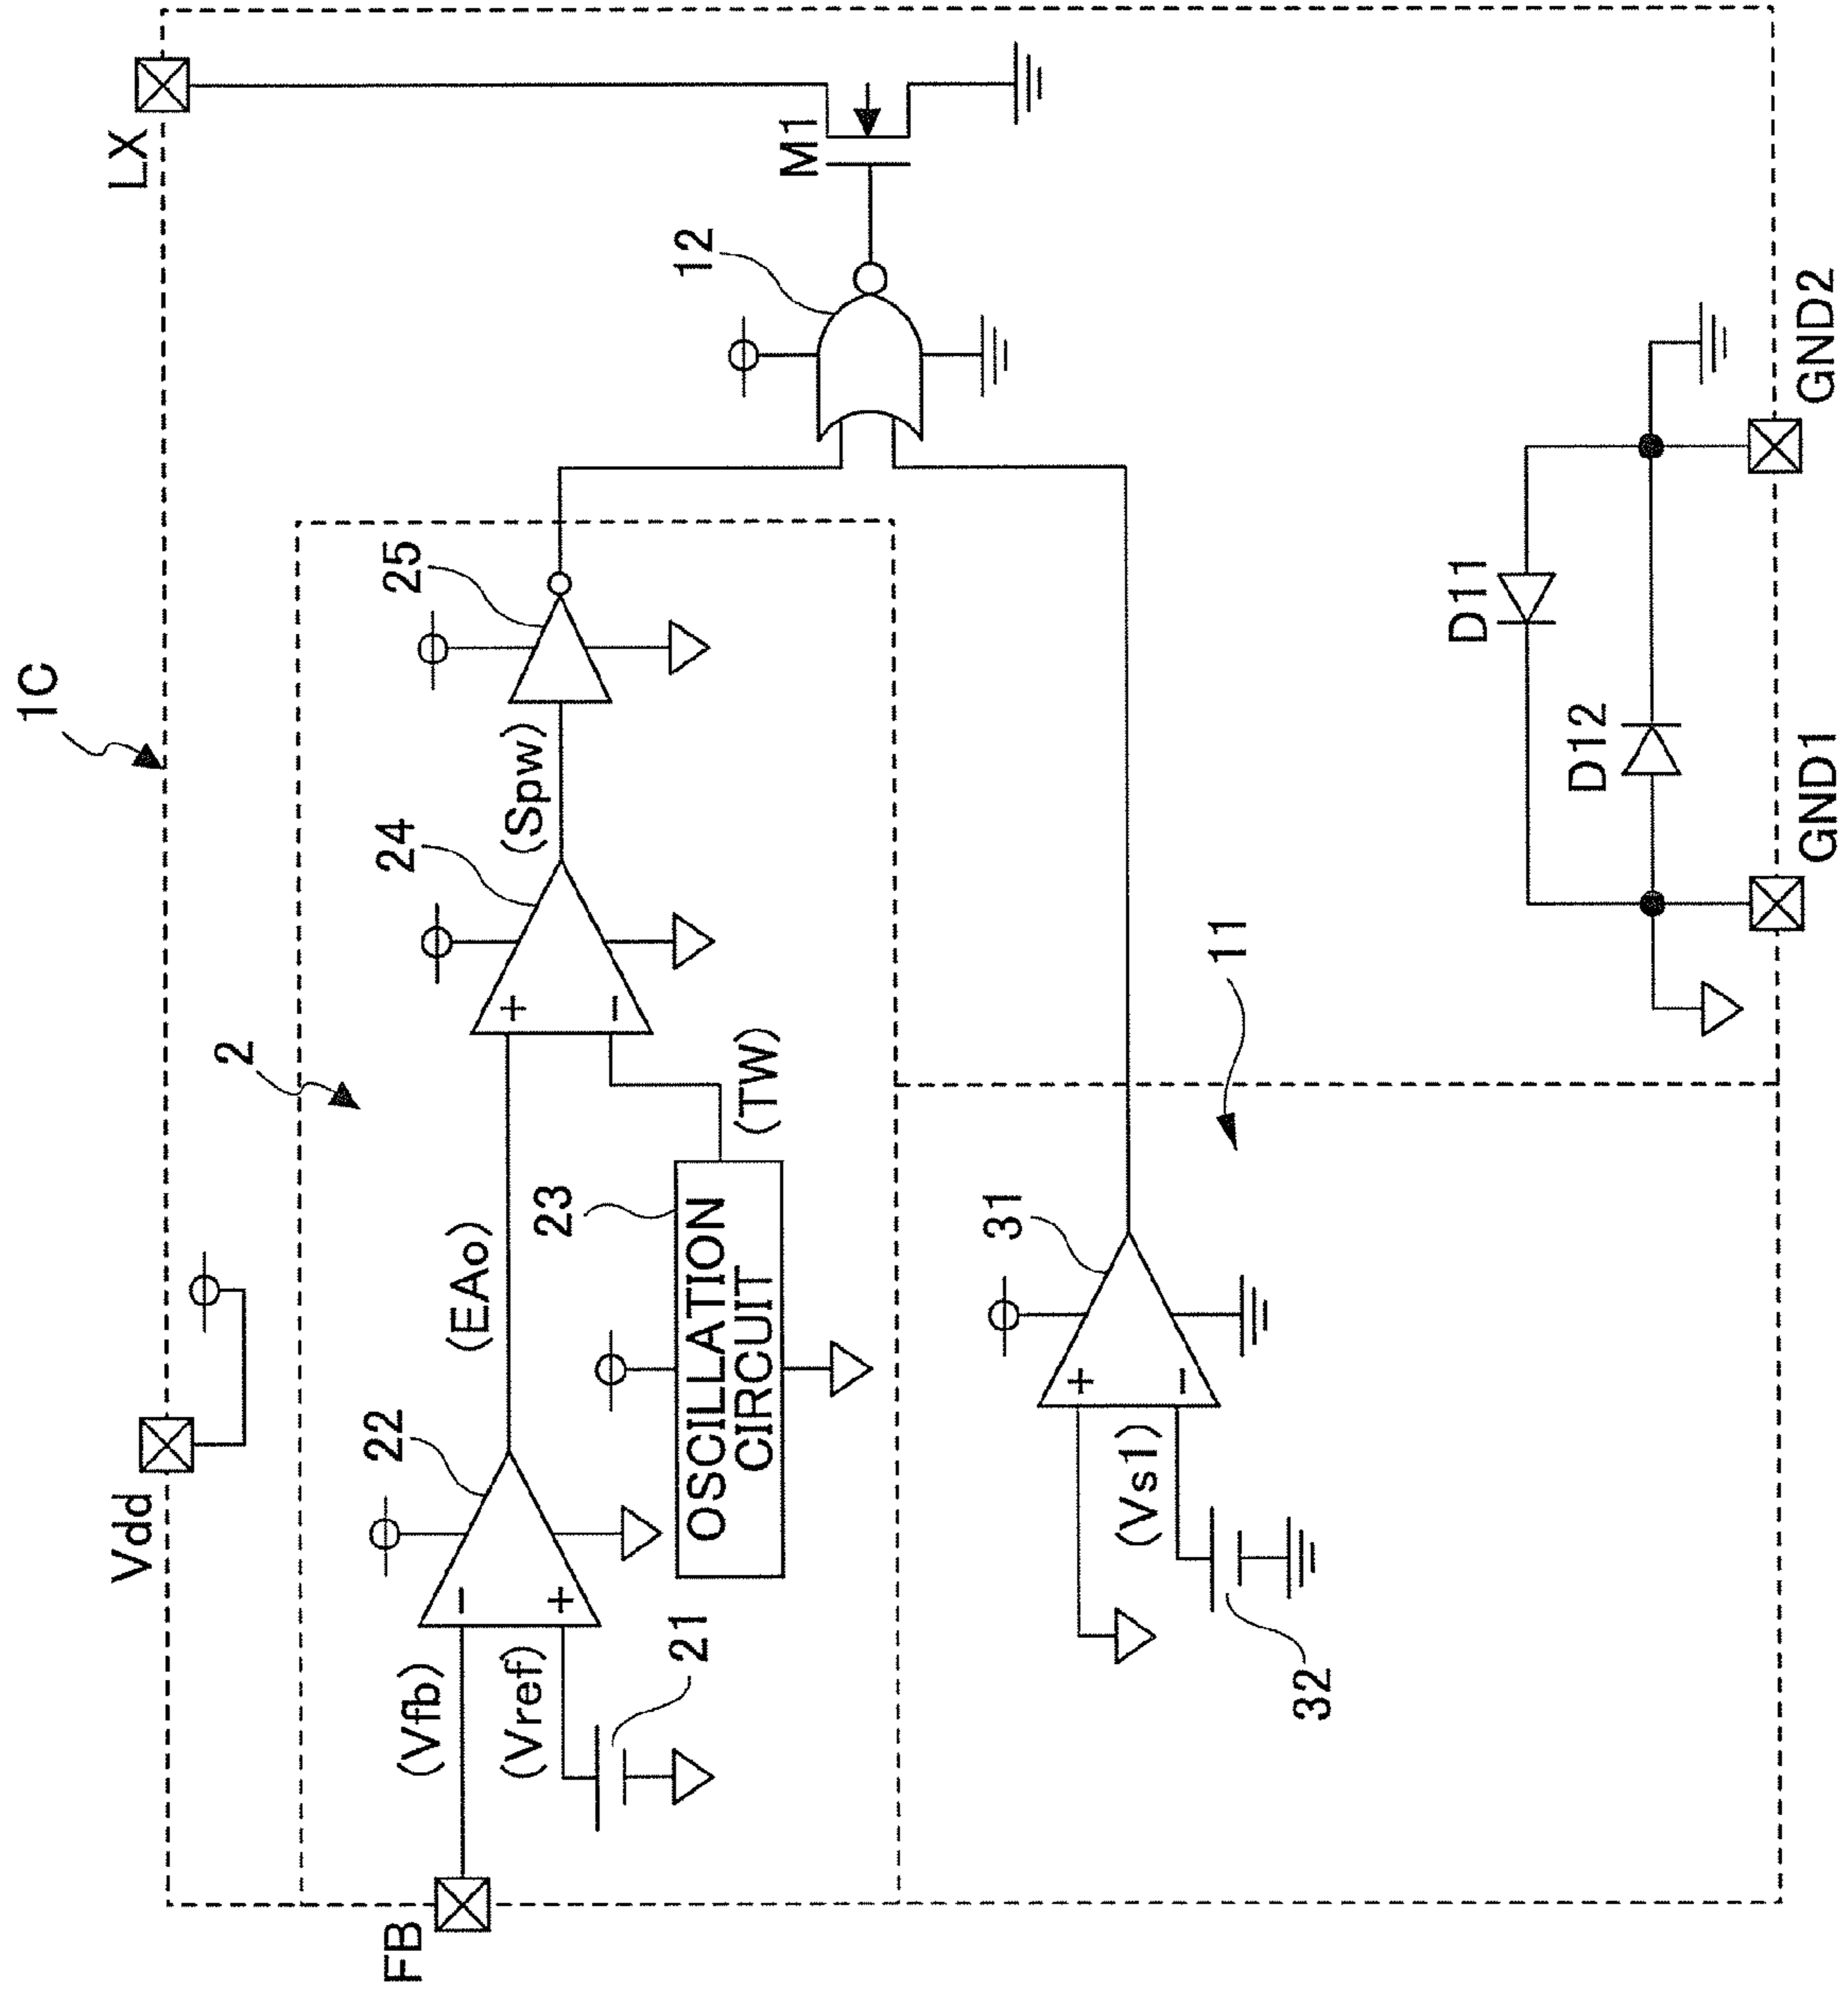 1C
LX
Vdd
2
M1
12
25
24
(Spw)
22
(EAo)
23
(TW)
OSCILLATION
CIRCUIT
(Vfb)
(Vref)
21
FB
-
+
+
-
31
11
+
-
(Vs1)
32
D11
D12
GND1
GND2